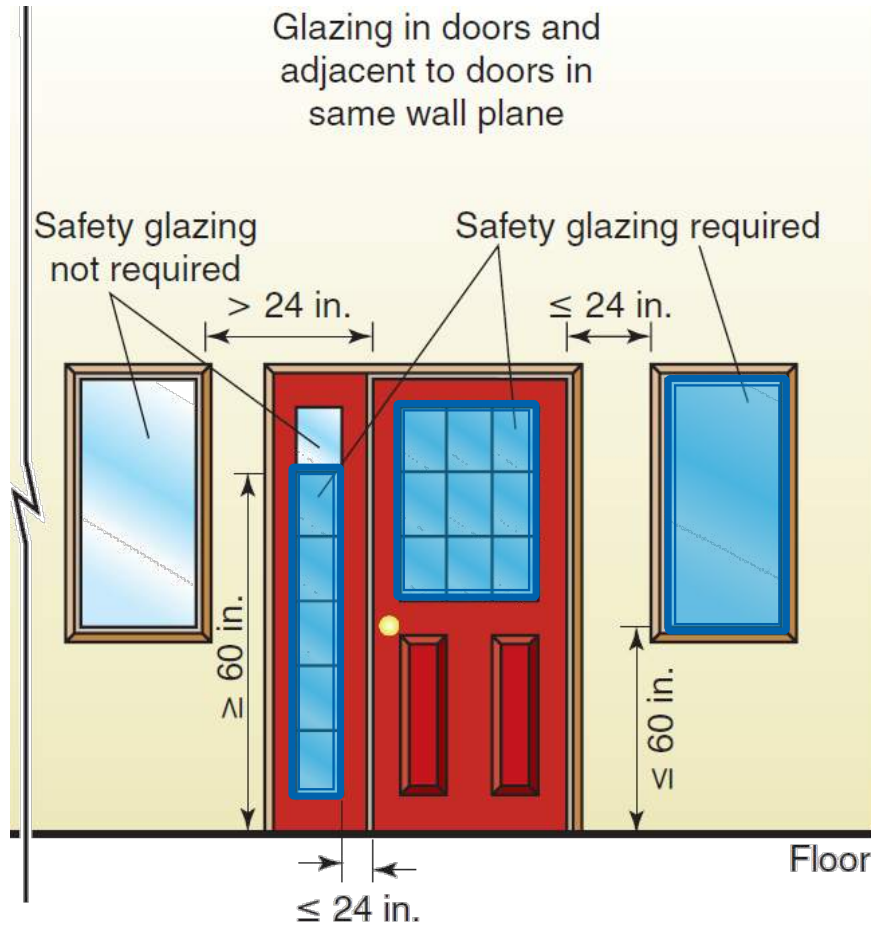 Glazing in doors and
adjacent to doors in
same wall plane
Safety glazing
not required
Safety glazing required
> 24 in.
≤ 24 in.
≥ 60 in.
≤ 60 in.
Floor
≤ 24 in.